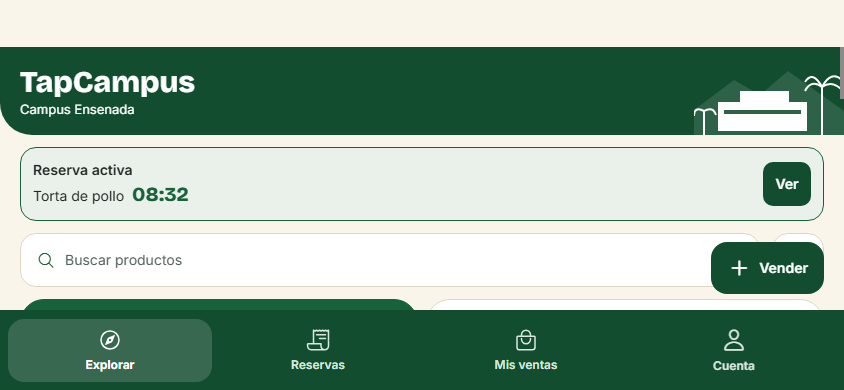 TapCampus
Campus Ensenada
Reserva activa
Torta de pollo 08:32
Ver
Buscar productos
Vender
Explorar
Reservas
Mis ventas
Cuenta